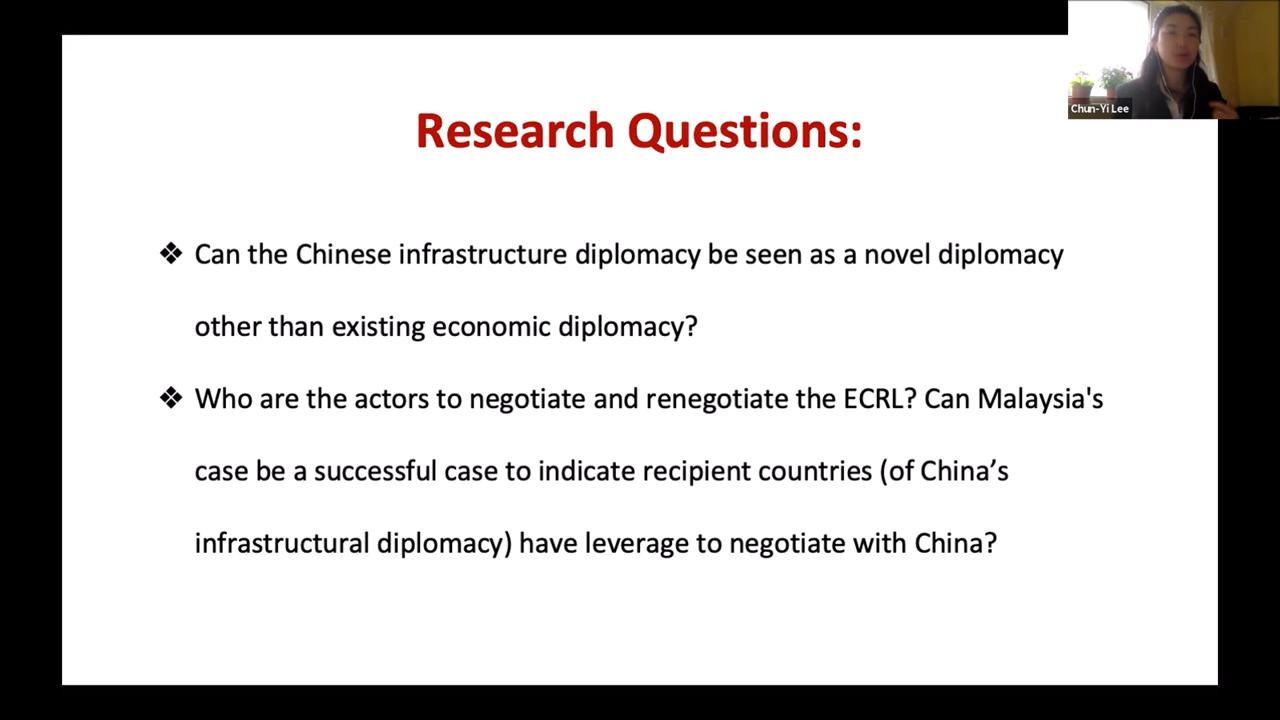 Chun-Yi Lee
Research Questions:
❖ Can the Chinese infrastructure diplomacy be seen as a novel diplomacy
other than existing economic diplomacy?
❖ Who are the actors to negotiate and renegotiate the ECRL? Can Malaysia's
case be a successful case to indicate recipient countries (of China’s
infrastructural diplomacy) have leverage to negotiate with China?